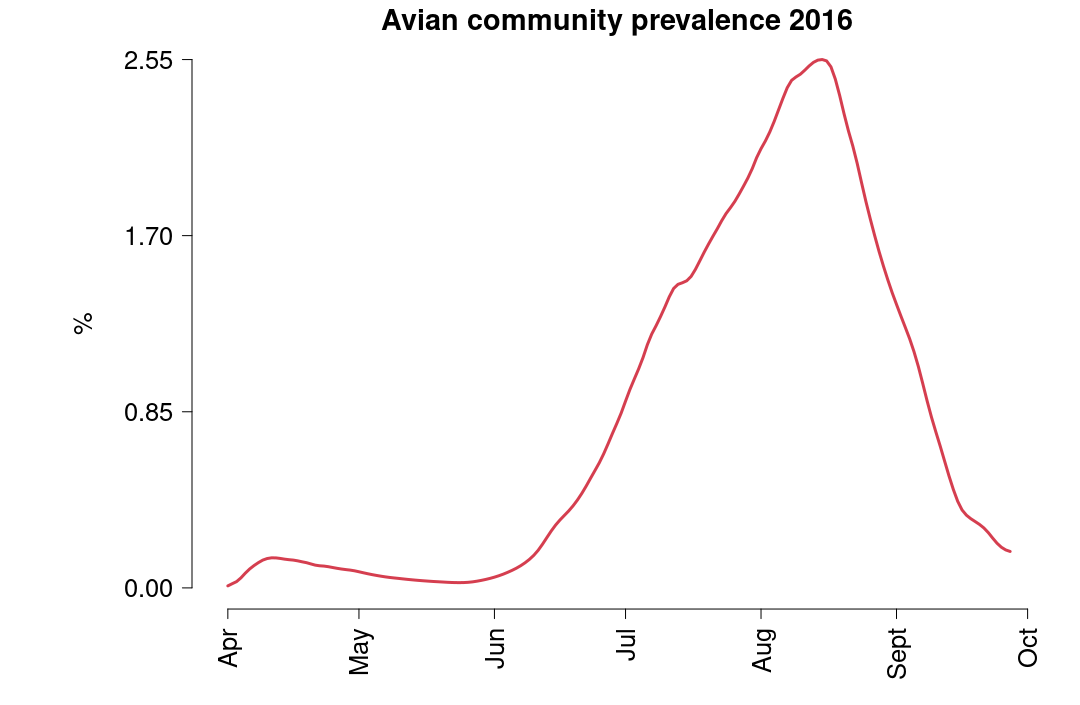 Avian community prevalence 2016
2.55
1.70
0.85
0.00
%
Apr
May
Jun
Jul
Aug
Sept
Oct